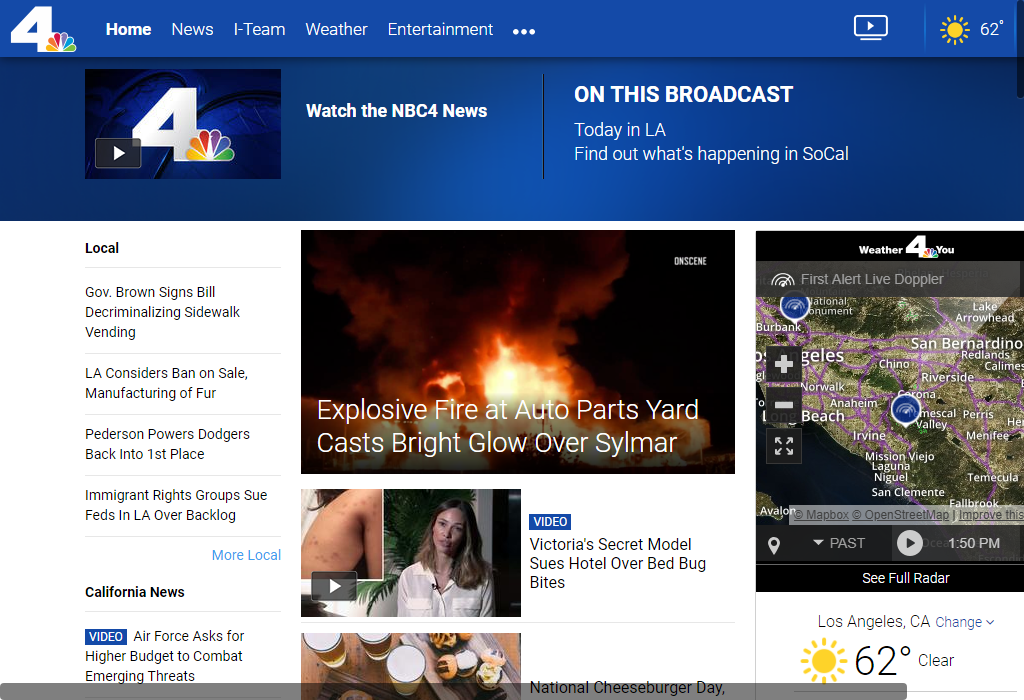 4
Home News I-Team Weather Entertainment
62°
4
Watch the NBC4 News
ON THIS BROADCAST
Today in LA
Find out what's happening in SoCal
Local
Gov. Brown Signs Bill
Decriminalizing Sidewalk
Vending
LA Considers Ban on Sale,
Manufacturing of Fur
Pederson Powers Dodgers
Back Into 1st Place
Immigrant Rights Groups Sue
Feds In LA Over Backlog
More Local
California News
VIDEO Air Force Asks for
Higher Budget to Combat
Emerging Threats
ONSCENE
Explosive Fire at Auto Parts Yard
Casts Bright Glow Over Sylmar
VIDEO
Victoria's Secret Model
Sues Hotel Over Bed Bug
Bites
National Cheeseburger Day,
Weather 4 You
First Alert Live Doppler
National
Lake
Arrowhead
Burbank
San Bernardino
Redlands
Chino
Riverside
Norwalk
Corona
Anaheim
Valley
Perris
Beach
Irvine
Menifee
Mission Viejo
Laguna
Niguel
Temecula
San Clemente
Fallbrook
Avalon
© Mapbox © OpenStreetMap | Improve this
PAST
1:50 PM
See Full Radar
Los Angeles, CA Change
62° Clear